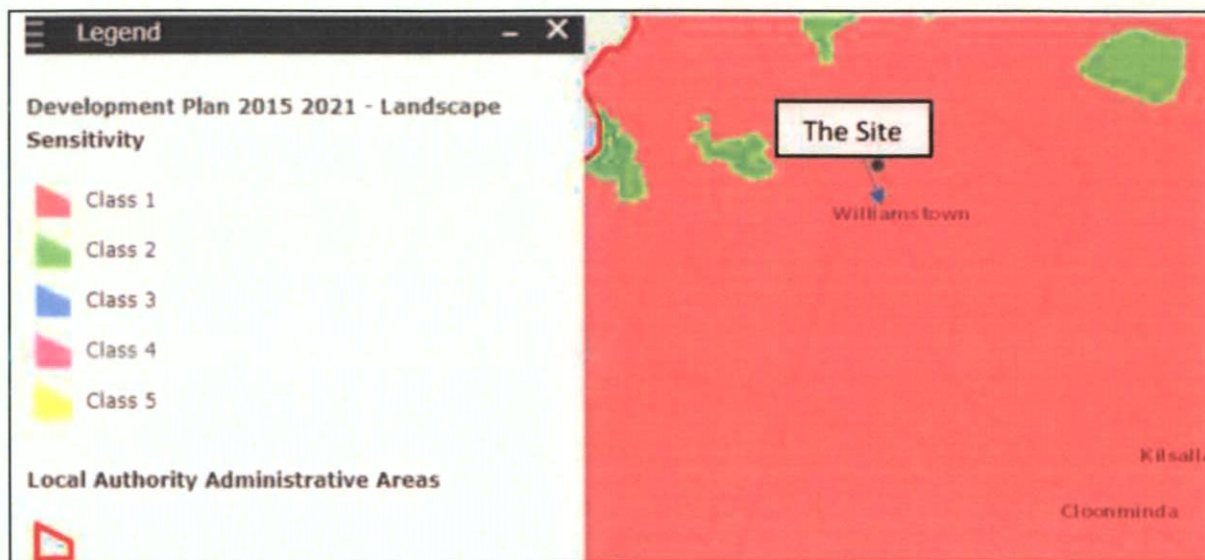 Legend
Development Plan 2015 2021 - Landscape
Sensitivity
Class 1
Class 2
Class 3
Class 4
Class 5
Local Authority Administrative Areas
The Site
Williamstown
Cloonminda